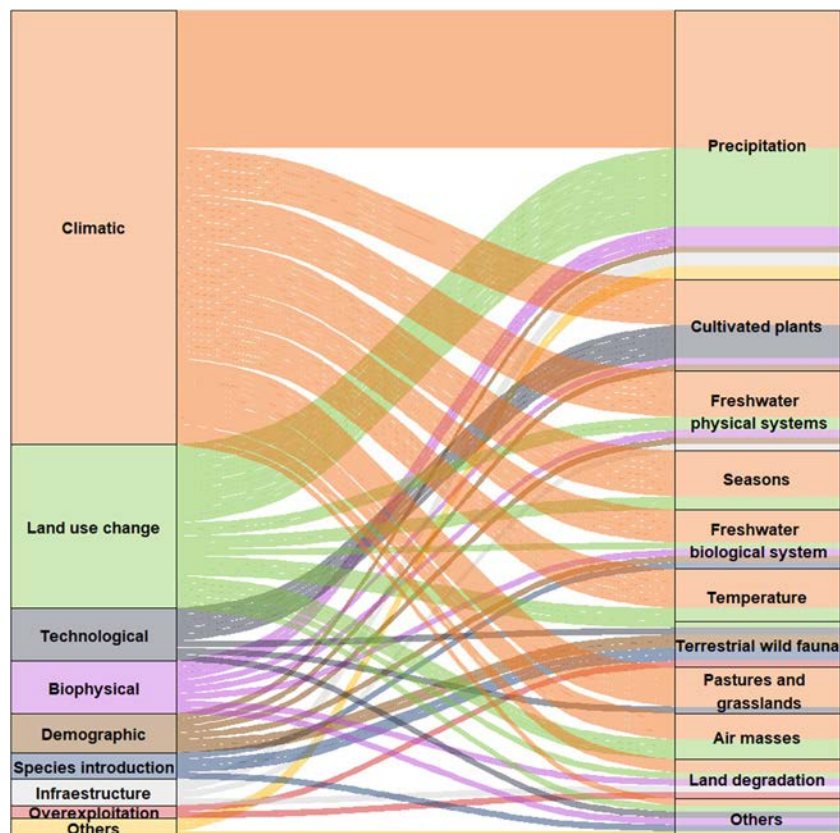 Climatic
Land use change
Technological
Biophysical
Demographic
Species introduction
Infraestructure
Overexploitation
Others
Precipitation
Cultivated plants
Freshwater
physical systems
Seasons
Freshwater
biological system
Temperature
Terrestrial wild fauna
Pastures and
grasslands
Air masses
Land degradation
Others